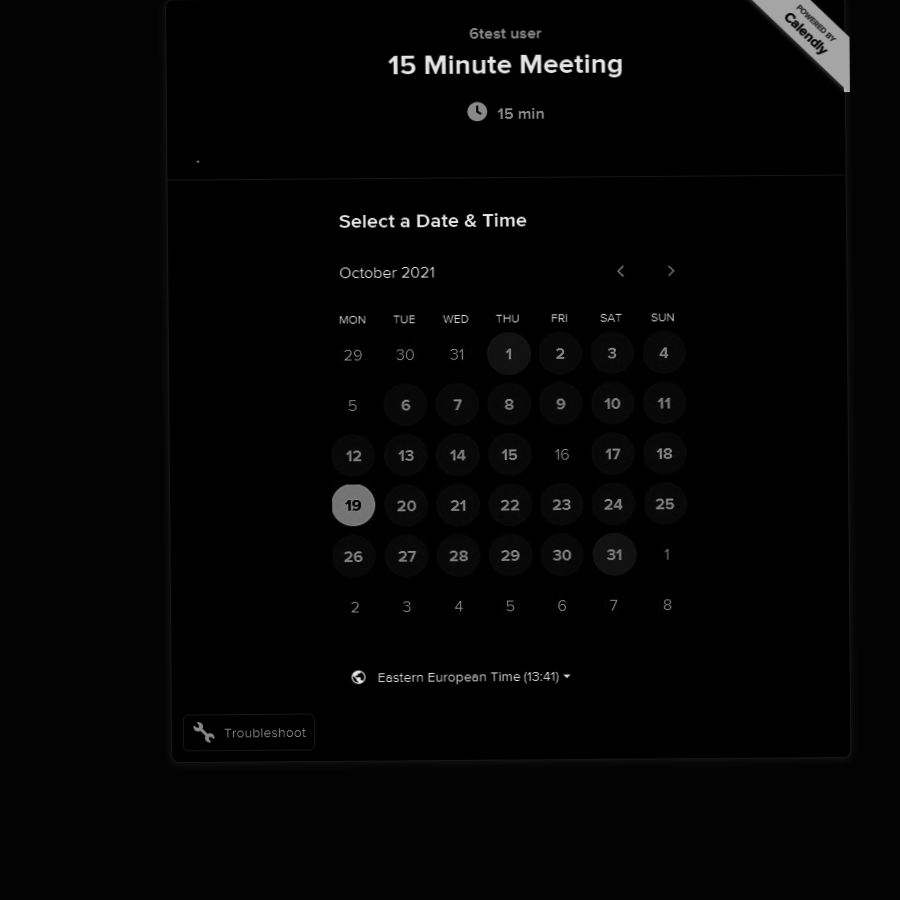 6test user
POWERED BY
Calendly
15 Minute Meeting
15 min
.
Select a Date & Time
October 2021
MON TUE WED THU FRI SAT SUN
29 30 31 1 2 3 4
5 6 7 8 9 10 11
12 13 14 15 16 17 18
19 20 21 22 23 24 25
26 27 28 29 30 31 1
2 3 4 5 6 7 8
Eastern European Time (13:41)
Troubleshoot